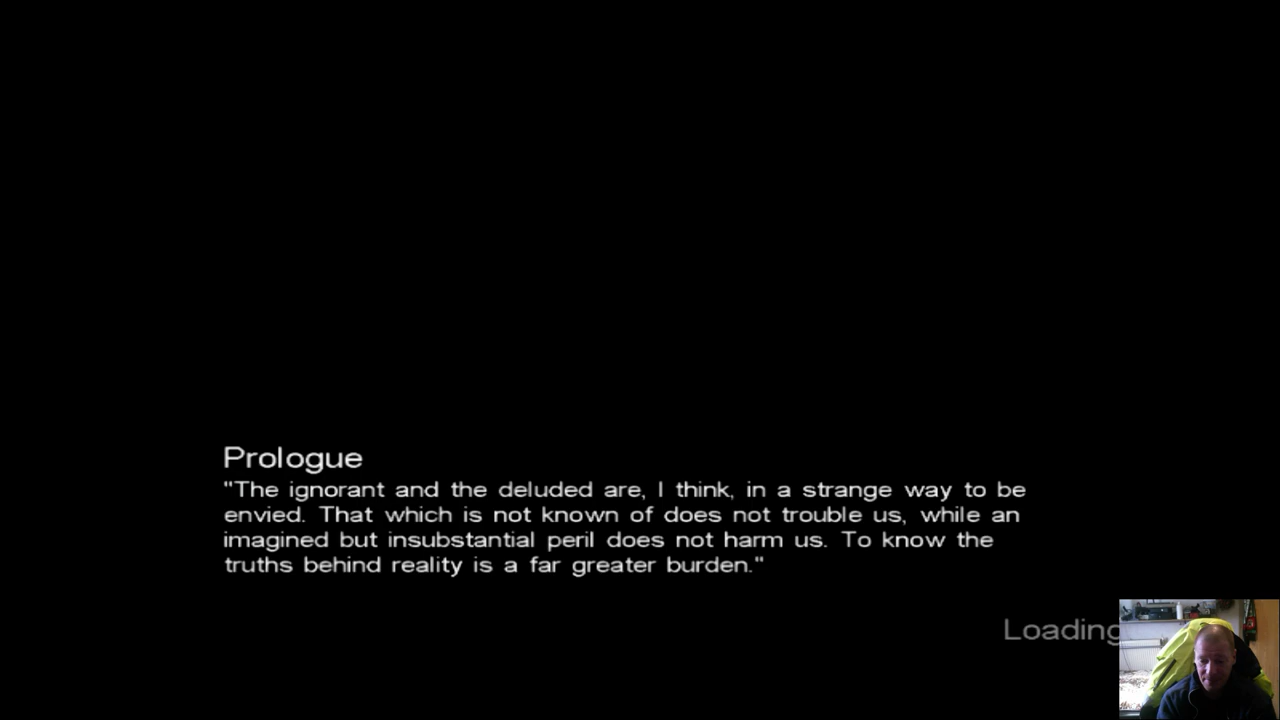 Prologue
"The ignorant and the deluded are, I think, in a strange way to be
envied. That which is not known of does not trouble us, while an
imagined but insubstantial peril does not harm us. To know the
truths behind reality is a far greater burden."
Loading